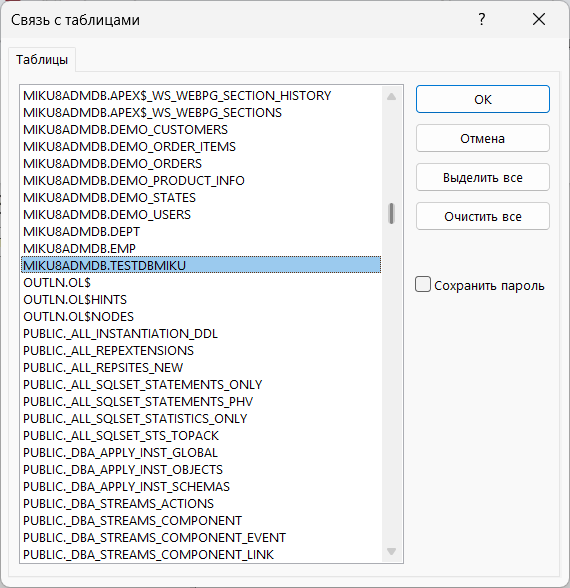 Связь с таблицами
?
Таблицы
MIKU8ADMDB.APEX$_WS_WEBPG_SECTION_HISTORY
MIKU8ADMDB.APEX$_WS_WEBPG_SECTIONS
MIKU8ADMDB.DEMO_CUSTOMERS
MIKU8ADMDB.DEMO_ORDER_ITEMS
MIKU8ADMDB.DEMO_ORDERS
MIKU8ADMDB.DEMO_PRODUCT_INFO
MIKU8ADMDB.DEMO_STATES
MIKU8ADMDB.DEMO_USERS
MIKU8ADMDB.DEPT
MIKU8ADMDB.EMP
MIKU8ADMDB.TESTDBMIKU
OUTLN.OL$
OUTLN.OL$HINTS
OUTLN.OL$NODES
PUBLIC._ALL_INSTANTIATION_DDL
PUBLIC._ALL_REPEXTENSIONS
PUBLIC._ALL_REPSITES_NEW
PUBLIC._ALL_SQLSET_STATEMENTS_ONLY
PUBLIC._ALL_SQLSET_STATEMENTS_PHV
PUBLIC._ALL_SQLSET_STATISTICS_ONLY
PUBLIC._ALL_SQLSET_STS_TOPACK
PUBLIC._DBA_APPLY_INST_GLOBAL
PUBLIC._DBA_APPLY_INST_OBJECTS
PUBLIC._DBA_APPLY_INST_SCHEMAS
PUBLIC._DBA_STREAMS_ACTIONS
PUBLIC._DBA_STREAMS_COMPONENT
PUBLIC._DBA_STREAMS_COMPONENT_EVENT
PUBLIC._DBA_STREAMS_COMPONENT_LINK
ОК
Отмена
Выделить все
Очистить все
Сохранить пароль